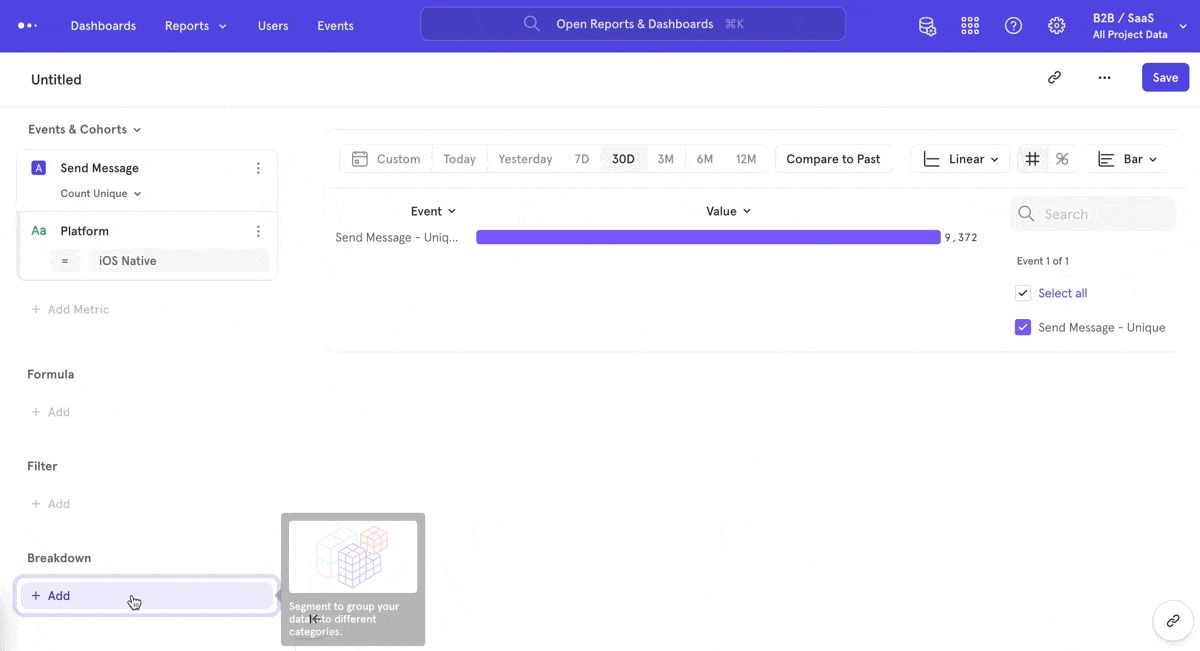 Dashboards Reports Users Events Open Reports & Dashboards ⌘K B2B / SaaS
All Project Data
Untitled Save
Events & Cohorts
A Send Message
Count Unique
Aa Platform
= iOS Native
+ Add Metric
Formula
+ Add
Filter
+ Add
Breakdown
+ Add
Segment to group your
data into different
categories.
Custom Today Yesterday 7D 30D 3M 6M 12M Compare to Past Linear # % Bar
Event Value
Send Message - Uniq... 9,372
Search
Event 1 of 1
Select all
Send Message - Unique